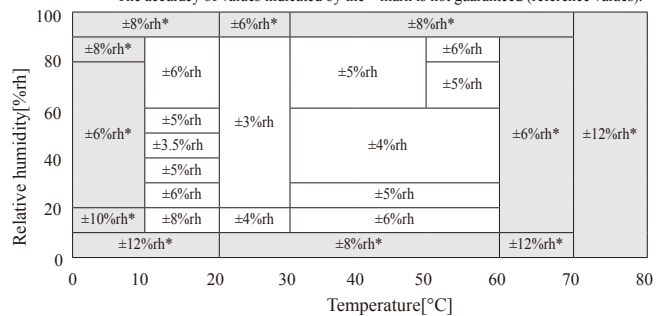 The accuracy of values indicated by the * mark is not guaranteed (reference values).
100
±8%rh* ±6%rh* ±8%rh*
±8%rh* ±6%rh
80
±6%rh ±5%rh
±5%rh
60
±6%rh* ±5%rh ±3%rh ±6%rh* ±12%rh*
±3.5%rh ±4%rh
40
±5%rh
±6%rh ±5%rh
20
±10%rh* ±8%rh ±4%rh ±6%rh
±12%rh* ±8%rh* ±12%rh*
0
Relative humidity[%rh]
0 10 20 30 40 50 60 70 80
Temperature[°C]